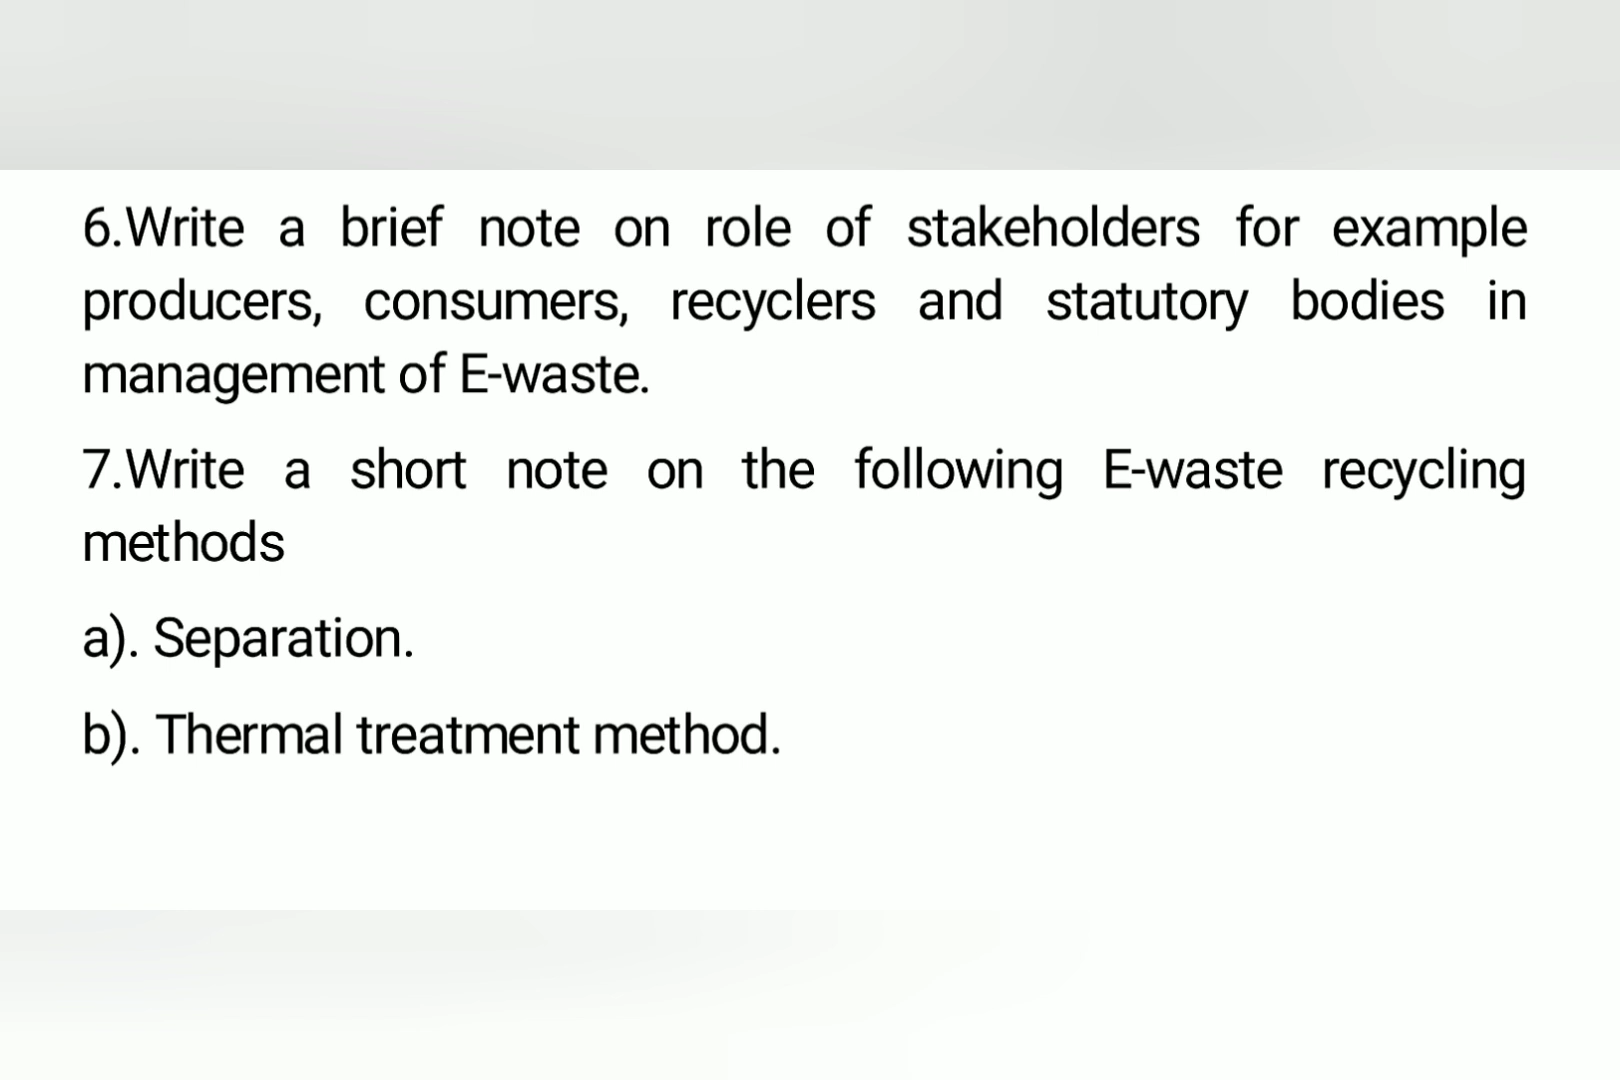 6.Write a brief note on role of stakeholders for example
producers, consumers, recyclers and statutory bodies in
management of E-waste.
7.Write a short note on the following E-waste recycling
methods
a). Separation.
b). Thermal treatment method.